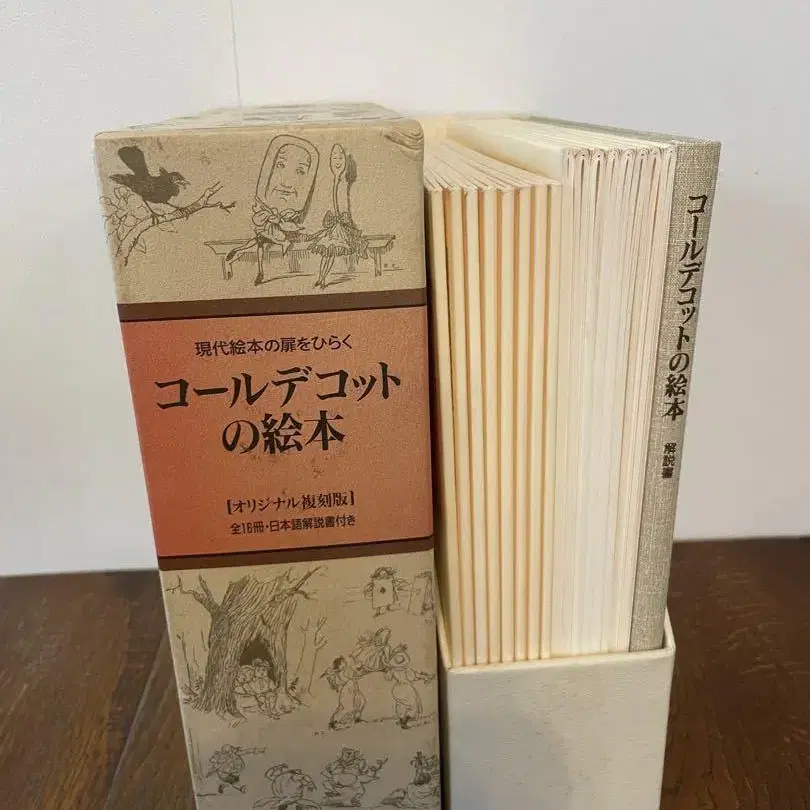 現代絵本の扉をひらく
コールデコット
の絵本
【オリジナル復刻版】
全16冊・日本語解説書付き
コールデコットの絵本
解説書